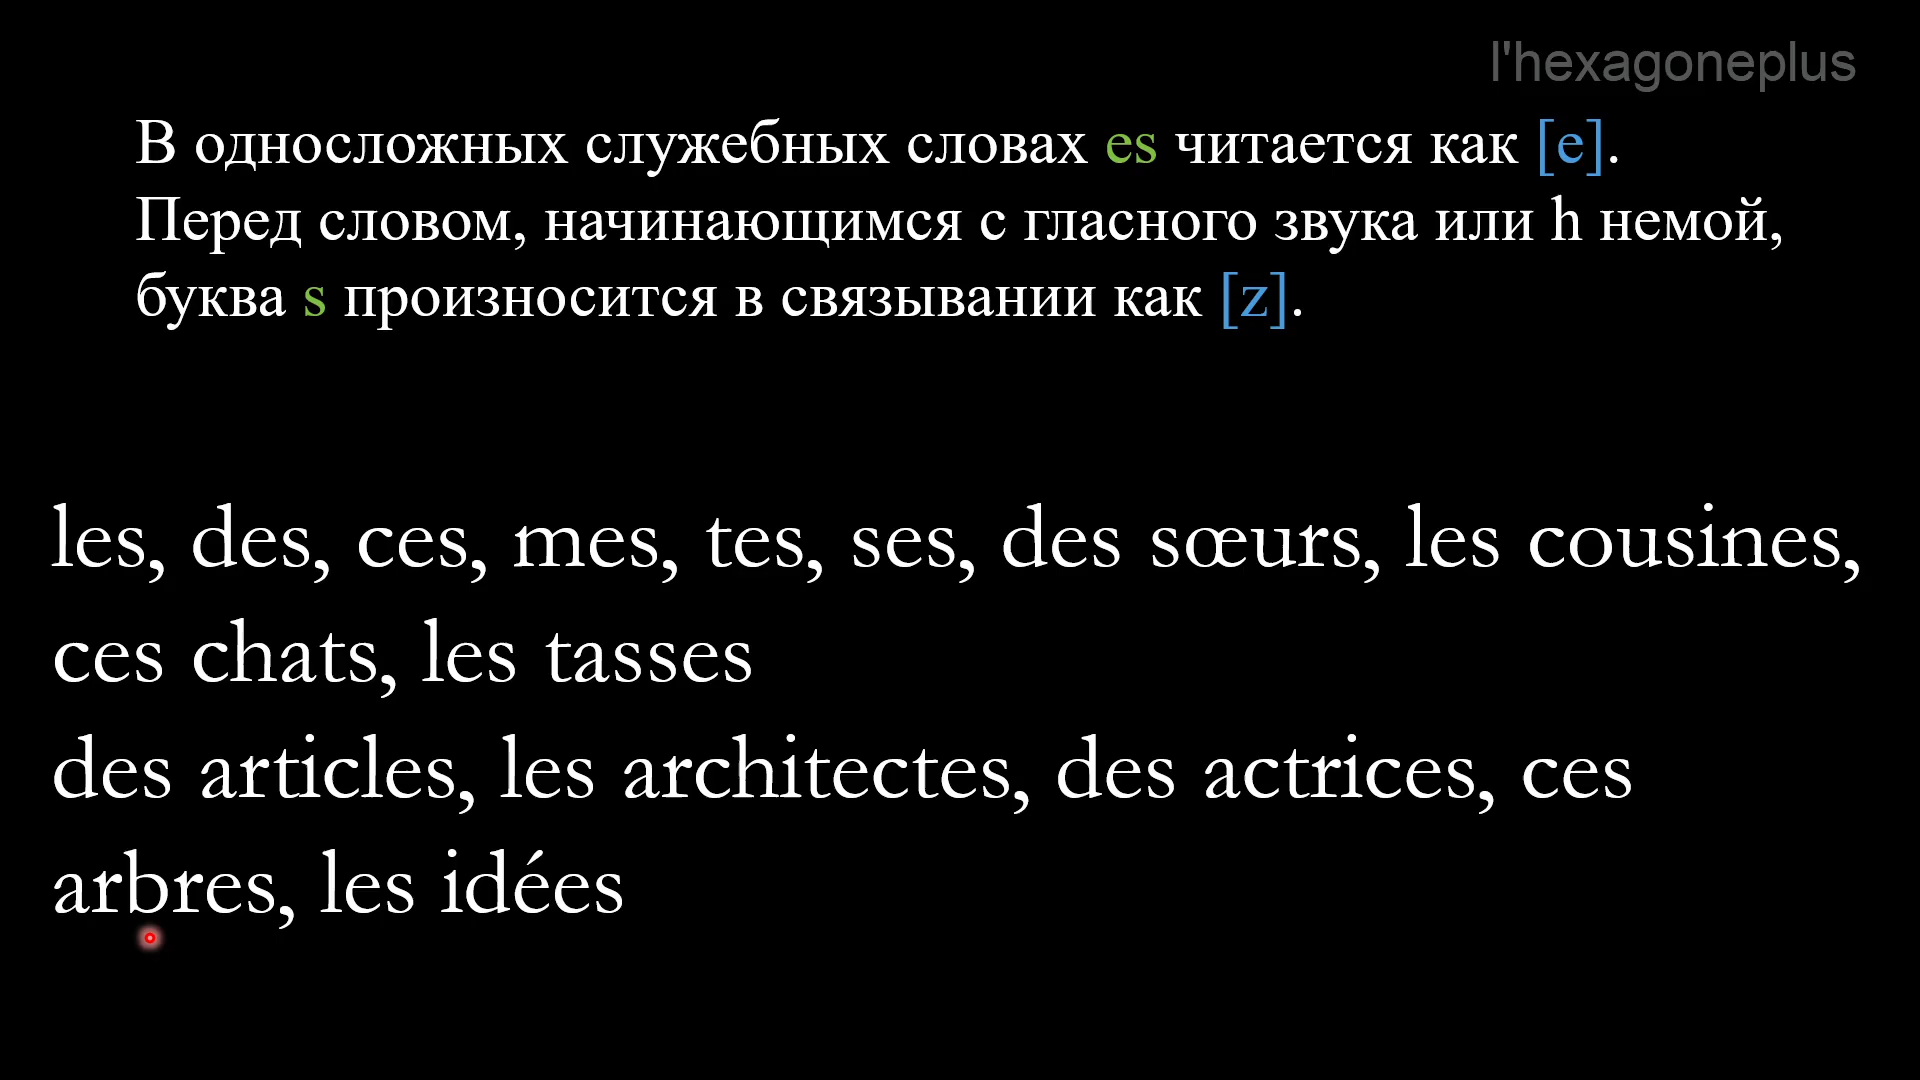 l'hexagoneplus
В односложных служебных словах es читается как [e].
Перед словом, начинающимся с гласного звука или h немой,
буква s произносится в связывании как [z].
les, des, ces, mes, tes, ses, des sœurs, les cousines,
ces chats, les tasses
des articles, les architectes, des actrices, ces
arbres, les idées